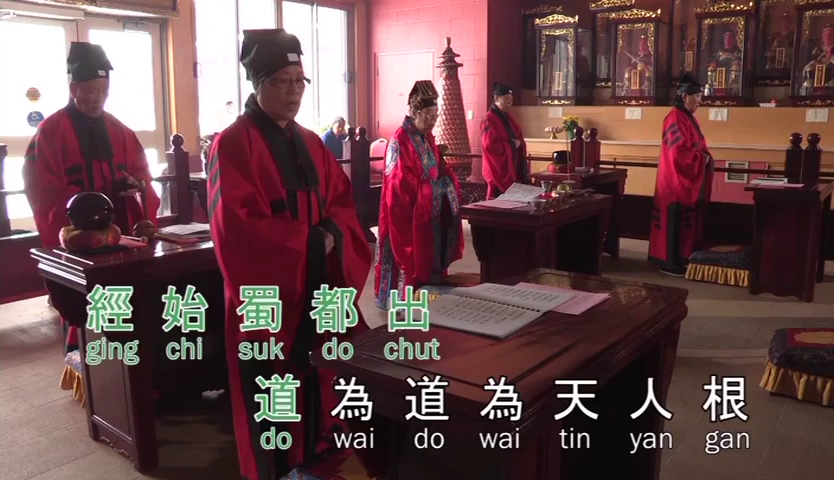 經始蜀都出
ging chi suk do chut
道為道為天人根
do wai do wai tin yan gan